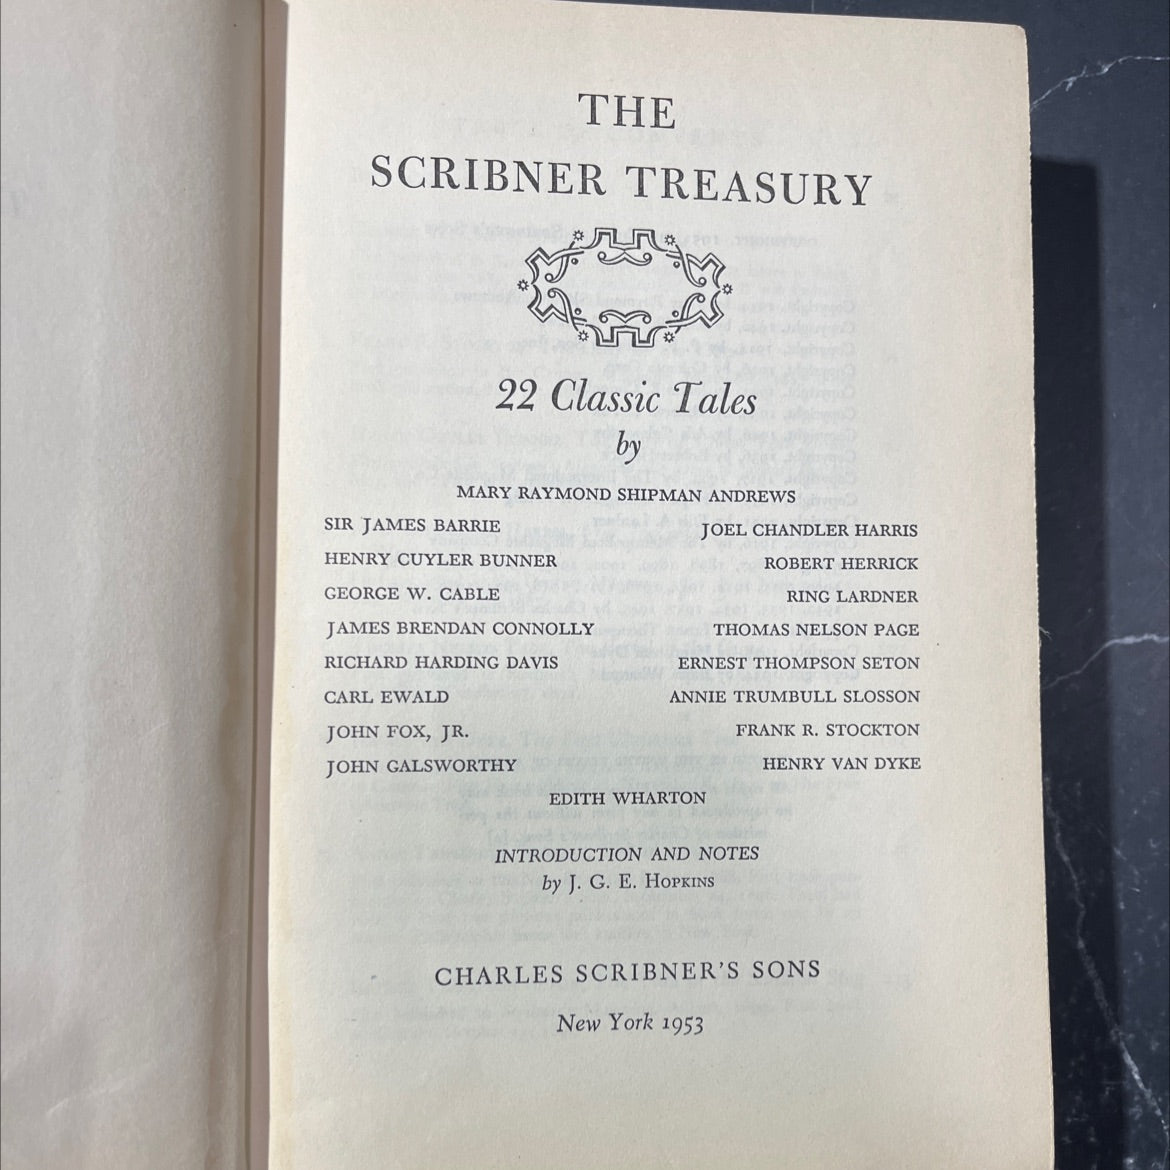 THE
SCRIBNER TREASURY
22 Classic Tales
by
MARY RAYMOND SHIPMAN ANDREWS
SIR JAMES BARRIE JOEL CHANDLER HARRIS
HENRY CUYLER BUNNER ROBERT HERRICK
GEORGE W. CABLE RING LARDNER
JAMES BRENDAN CONNOLLY THOMAS NELSON PAGE
RICHARD HARDING DAVIS ERNEST THOMPSON SETON
CARL EWALD ANNIE TRUMBULL SLOSSON
JOHN FOX, JR. FRANK R. STOCKTON
JOHN GALSWORTHY HENRY VAN DYKE
EDITH WHARTON
INTRODUCTION AND NOTES
by J. G. E. HOPKINS
CHARLES SCRIBNER'S SONS
New York 1953